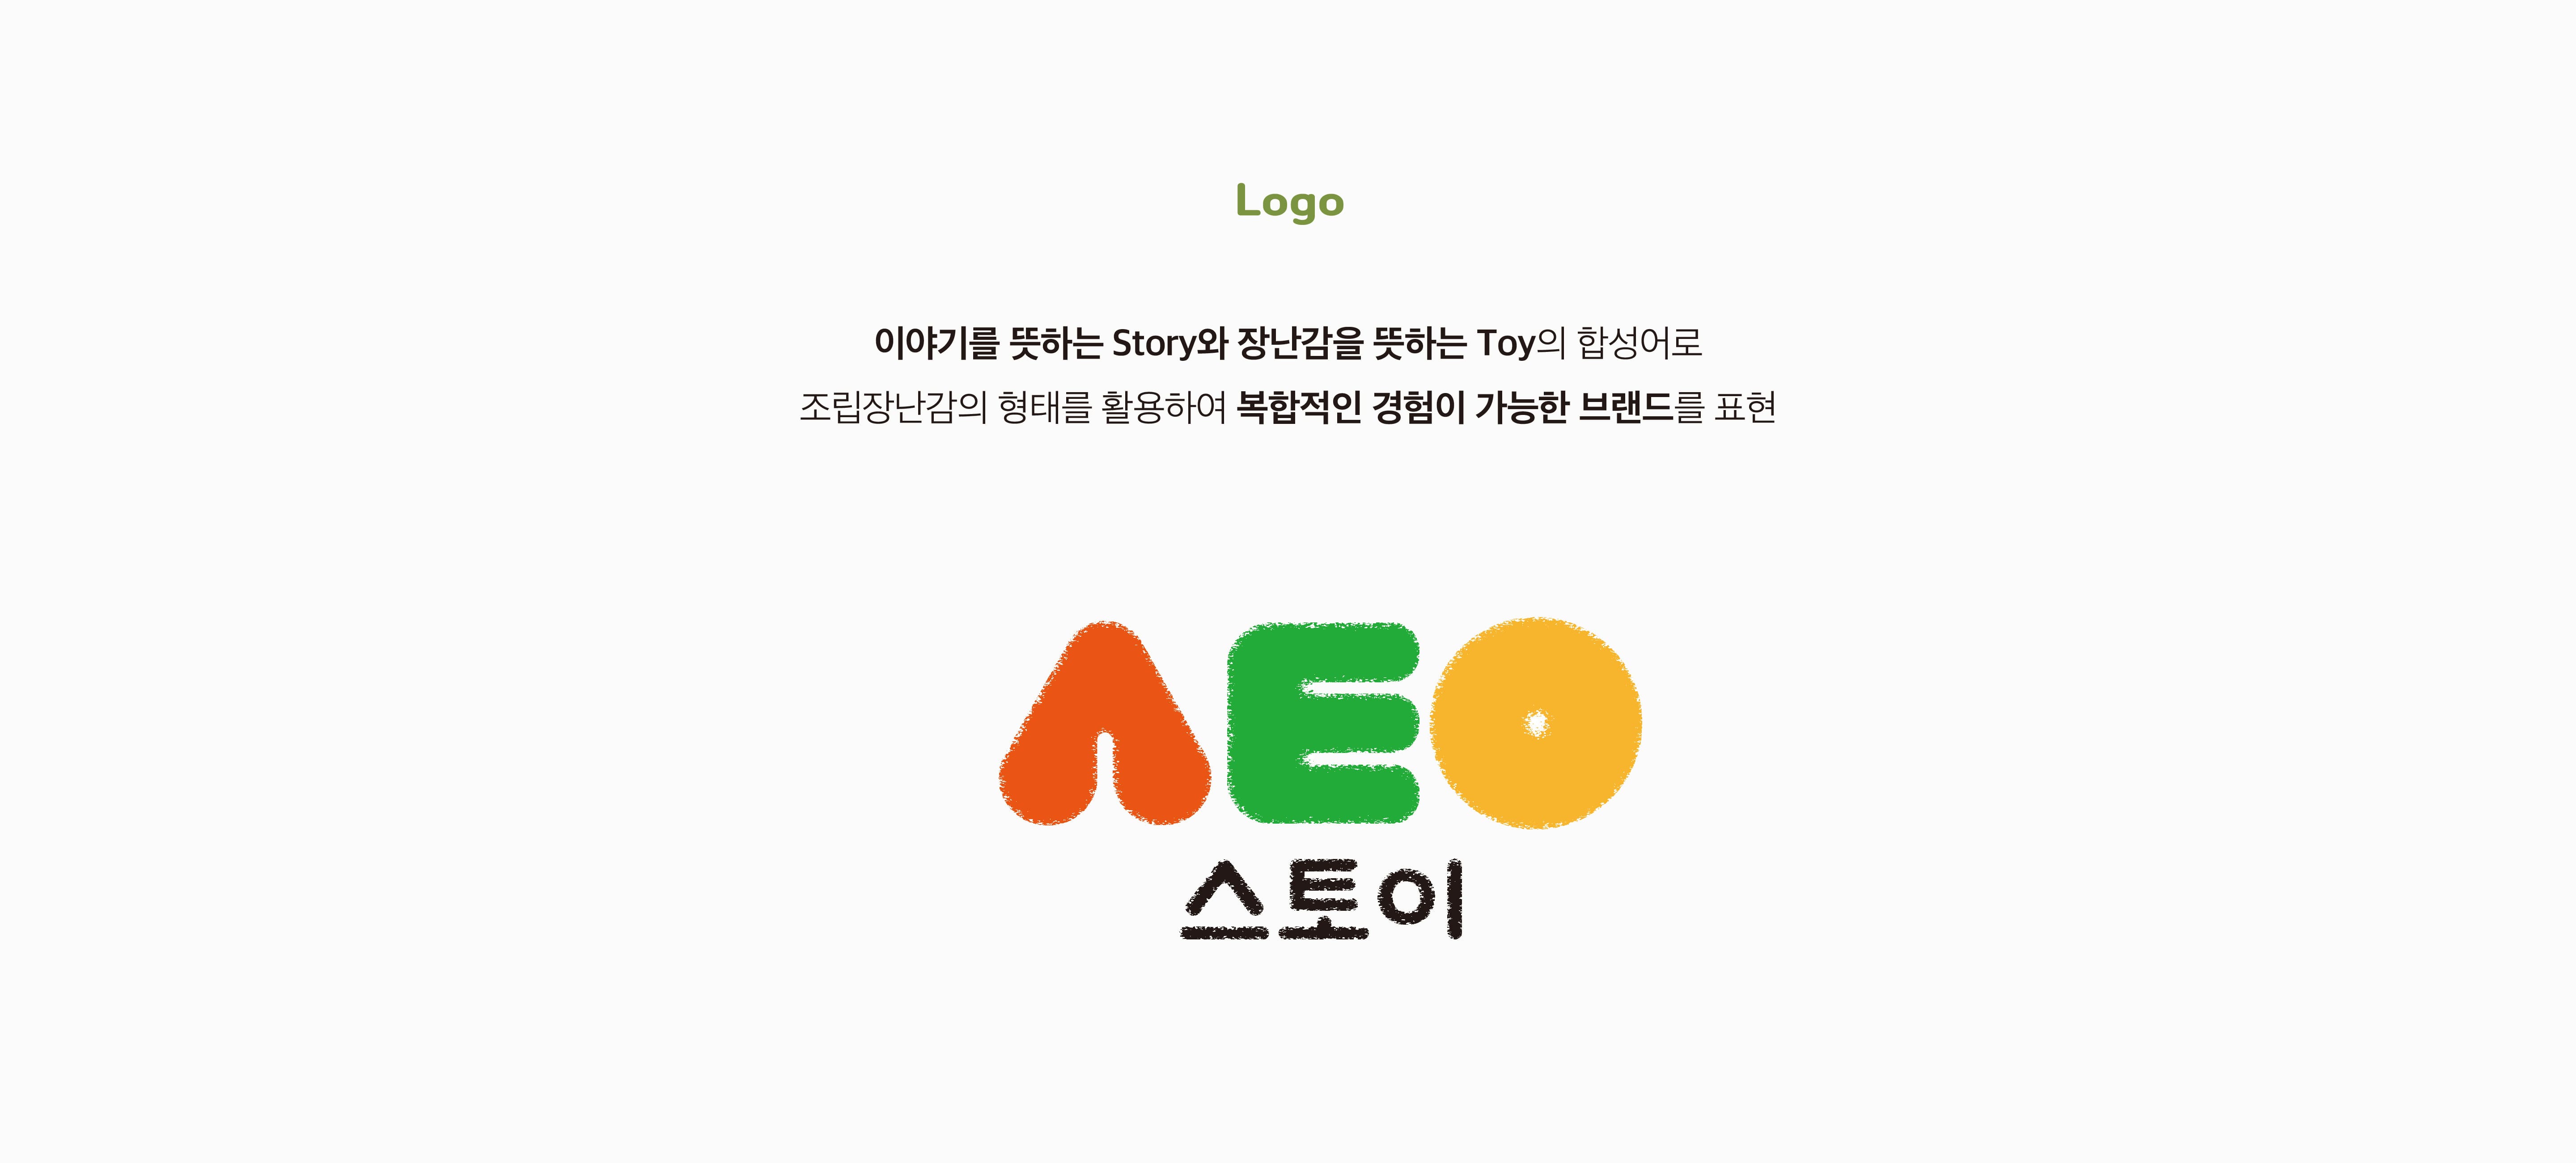 Logo
이야기를 뜻하는 Story와 장난감을 뜻하는 Toy의 합성어로
조립장난감의 형태를 활용하여 복합적인 경험이 가능한 브랜드를 표현
ㅅㅌㅇ
스토이